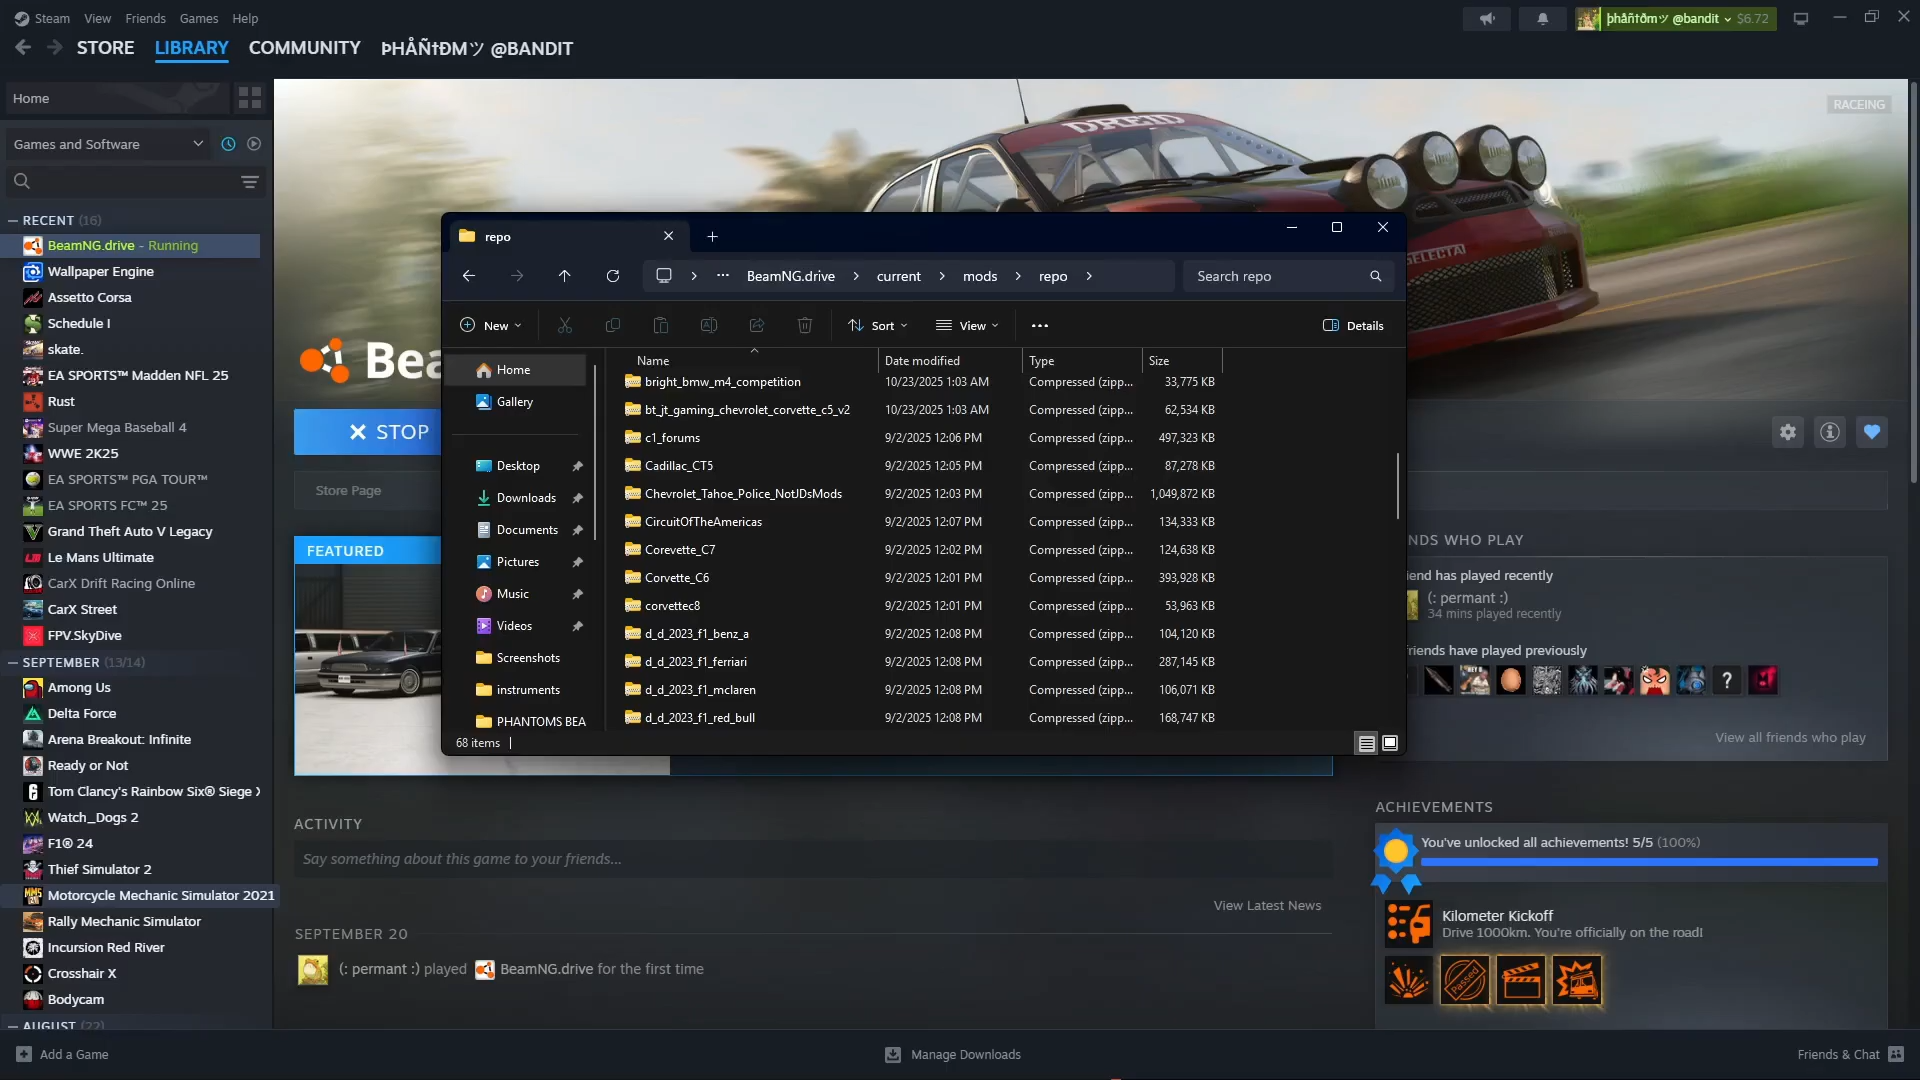 Steam View Friends Games Help
þhåñ†ðmツ @bandit $6.72
STORE LIBRARY COMMUNITY ÞHÅÑ†ÐMツ @BANDIT
Home
RACEING
DREID
Games and Software
RECENT (16)
BeamNG.drive - Running
Wallpaper Engine
Assetto Corsa
Schedule I
skate.
EA SPORTS™ Madden NFL 25
Rust
Super Mega Baseball 4
WWE 2K25
EA SPORTS™ PGA TOUR™
EA SPORTS FC™ 25
Grand Theft Auto V Legacy
Le Mans Ultimate
CarX Drift Racing Online
CarX Street
FPV.SkyDive
SEPTEMBER (13/14)
Among Us
Delta Force
Arena Breakout: Infinite
Ready or Not
Tom Clancy's Rainbow Six® Siege X
Watch_Dogs 2
F1® 24
Thief Simulator 2
Motorcycle Mechanic Simulator 2021
Rally Mechanic Simulator
Incursion Red River
Crosshair X
Bodycam
AUGUST (22)
Bea
STOP
Store Page
FEATURED
repo
BeamNG.drive current mods repo
Search repo
New Sort View Details
Home
Gallery
Desktop
Downloads
Documents
Pictures
Music
Videos
Screenshots
instruments
PHANTOMS BEA
Name Date modified Type Size
bright_bmw_m4_competition 10/23/2025 1:03 AM Compressed (zipp... 33,775 KB
bt_jt_gaming_chevrolet_corvette_c5_v2 10/23/2025 1:03 AM Compressed (zipp... 62,534 KB
c1_forums 9/2/2025 12:06 PM Compressed (zipp... 497,323 KB
Cadillac_CT5 9/2/2025 12:05 PM Compressed (zipp... 87,278 KB
Chevrolet_Tahoe_Police_NotJDsMods 9/2/2025 12:03 PM Compressed (zipp... 1,049,872 KB
CircuitOfTheAmericas 9/2/2025 12:07 PM Compressed (zipp... 134,333 KB
Corevette_C7 9/2/2025 12:02 PM Compressed (zipp... 124,638 KB
Corvette_C6 9/2/2025 12:01 PM Compressed (zipp... 393,928 KB
corvettec8 9/2/2025 12:01 PM Compressed (zipp... 53,963 KB
d_d_2023_f1_benz_a 9/2/2025 12:08 PM Compressed (zipp... 104,120 KB
d_d_2023_f1_ferriari 9/2/2025 12:08 PM Compressed (zipp... 287,145 KB
d_d_2023_f1_mclaren 9/2/2025 12:08 PM Compressed (zipp... 106,071 KB
d_d_2023_f1_red_bull 9/2/2025 12:08 PM Compressed (zipp... 168,747 KB
68 items
NDS WHO PLAY
iend has played recently
(: permant :)
34 mins played recently
riends have played previously
View all friends who play
ACTIVITY
Say something about this game to your friends...
View Latest News
SEPTEMBER 20
(: permant :) played BeamNG.drive for the first time
ACHIEVEMENTS
You've unlocked all achievements! 5/5 (100%)
Kilometer Kickoff
Drive 1000km. You're officially on the road!
Passed
Add a Game
Manage Downloads
Friends & Chat